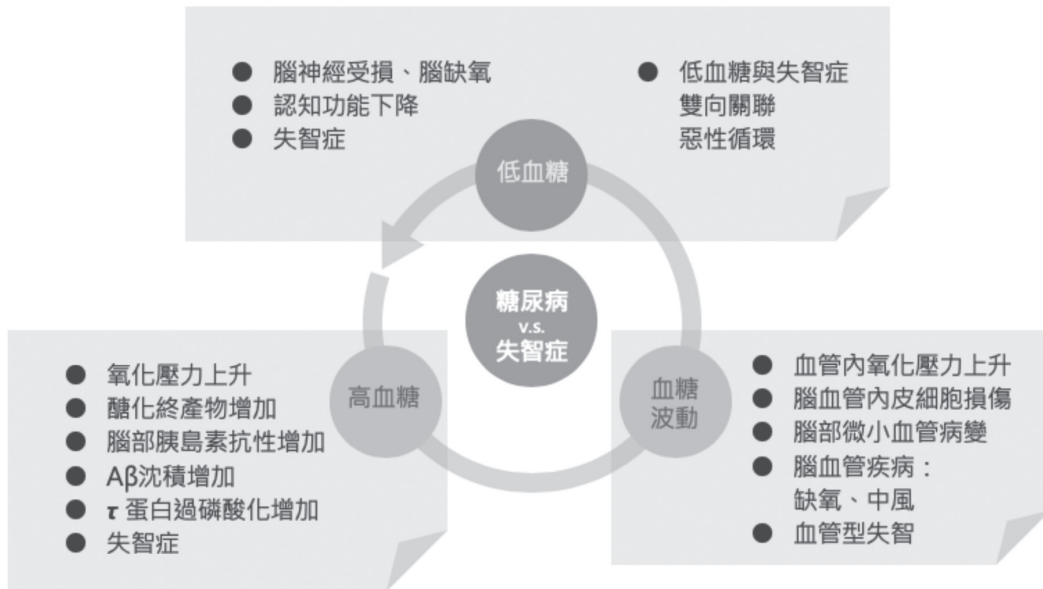 ● 腦神經受損、腦缺氧
● 認知功能下降
● 失智症
● 低血糖與失智症
雙向關聯
惡性循環
低血糖
糖尿病
v.s.
失智症
高血糖
● 氧化壓力上升
● 醣化終產物增加
● 腦部胰島素抗性增加
● Aβ沈積增加
● τ 蛋白過磷酸化增加
● 失智症
血糖
波動
● 血管內氧化壓力上升
● 腦血管內皮細胞損傷
● 腦部微小血管病變
● 腦血管疾病：
缺氧、中風
● 血管型失智